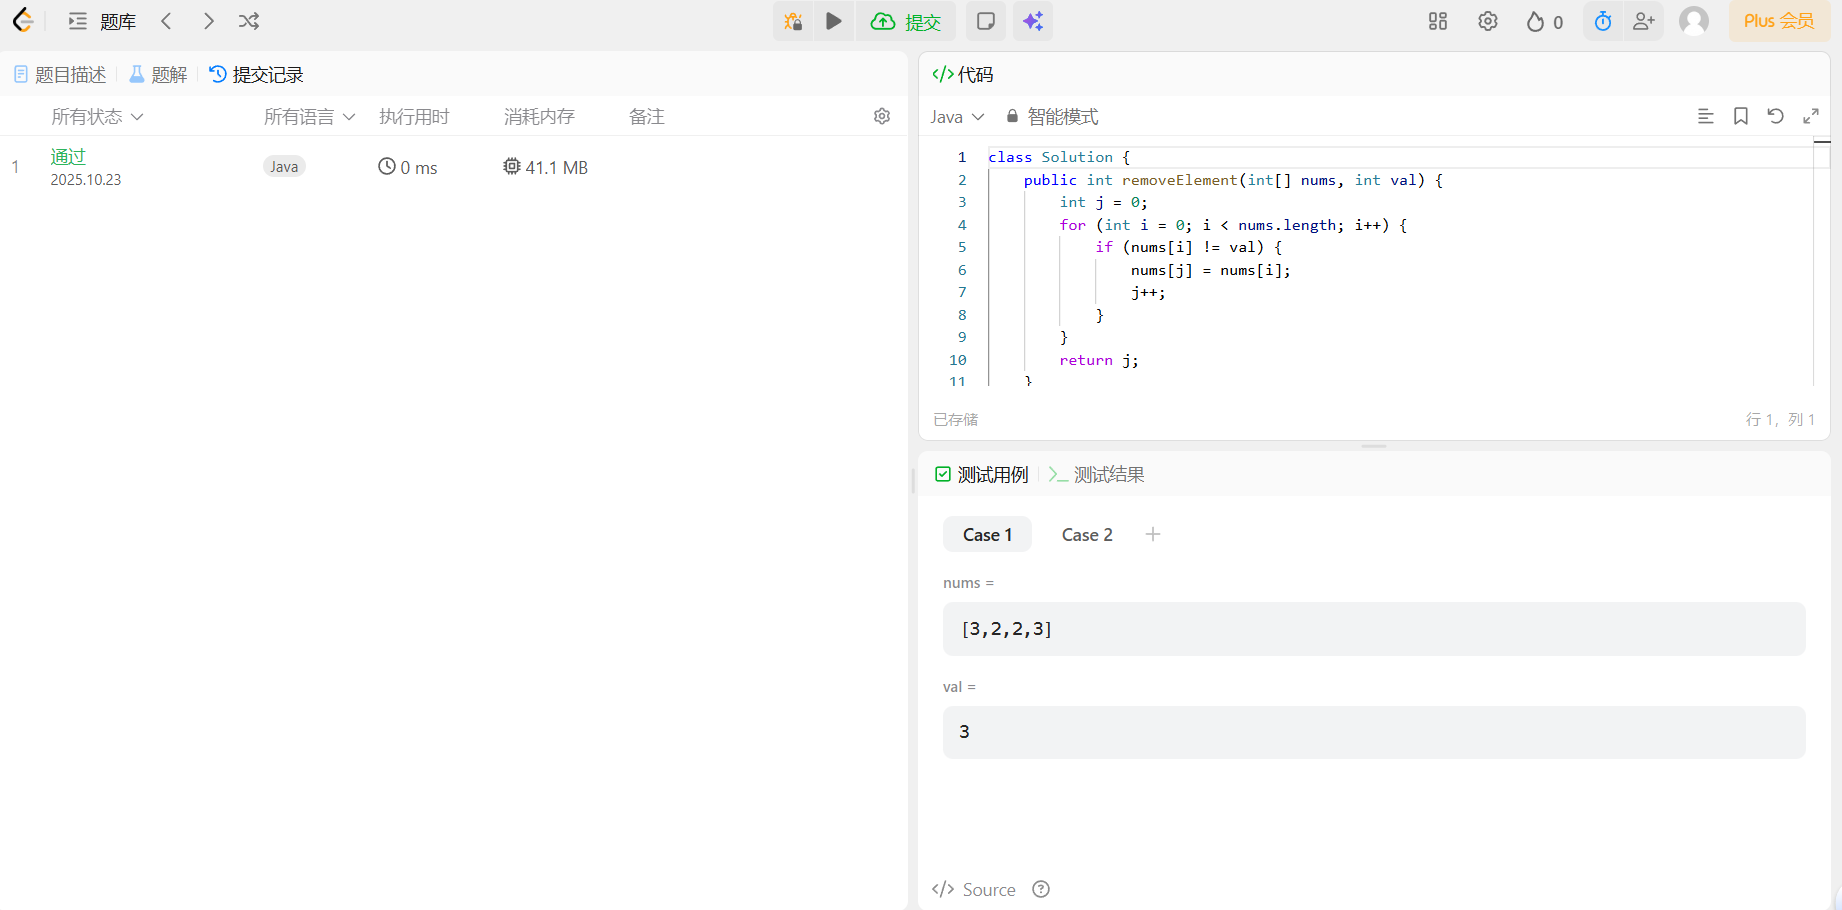 题库
提交
0
Plus 会员
题目描述
题解
提交记录
所有状态 所有语言 执行用时 消耗内存 备注
1 通过 Java 0 ms 41.1 MB
2025.10.23
</> 代码
Java 智能模式
1 class Solution {
2 public int removeElement(int[] nums, int val) {
3 int j = 0;
4 for (int i = 0; i < nums.length; i++) {
5 if (nums[i] != val) {
6 nums[j] = nums[i];
7 j++;
8 }
9 }
10 return j;
11 }
已存储 行 1, 列 1
测试用例 >_ 测试结果
Case 1 Case 2 +
nums =
[3,2,2,3]
val =
3
</> Source ?